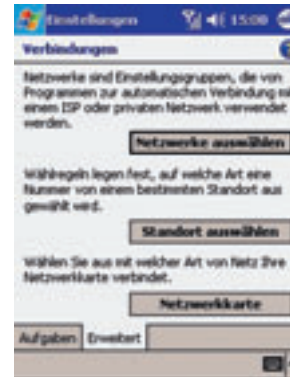 Einstellungen 15:00
Verbindungen
Netzwerke sind Einstellungsgruppen, die von
Programmen zur automatischen Verbindung mi
einem ISP oder privaten Netzwerk verwendet
werden.
Netzwerke auswählen
Wählregeln legen fest, auf welche Art eine
Nummer von einem bestimmten Standort aus
gewählt wird.
Standort auswählen
Wählen Sie aus mit welcher Art von Netz Ihre
Netzwerkkarte verbindet.
Netzwerkkarte
Aufgaben Erweitert